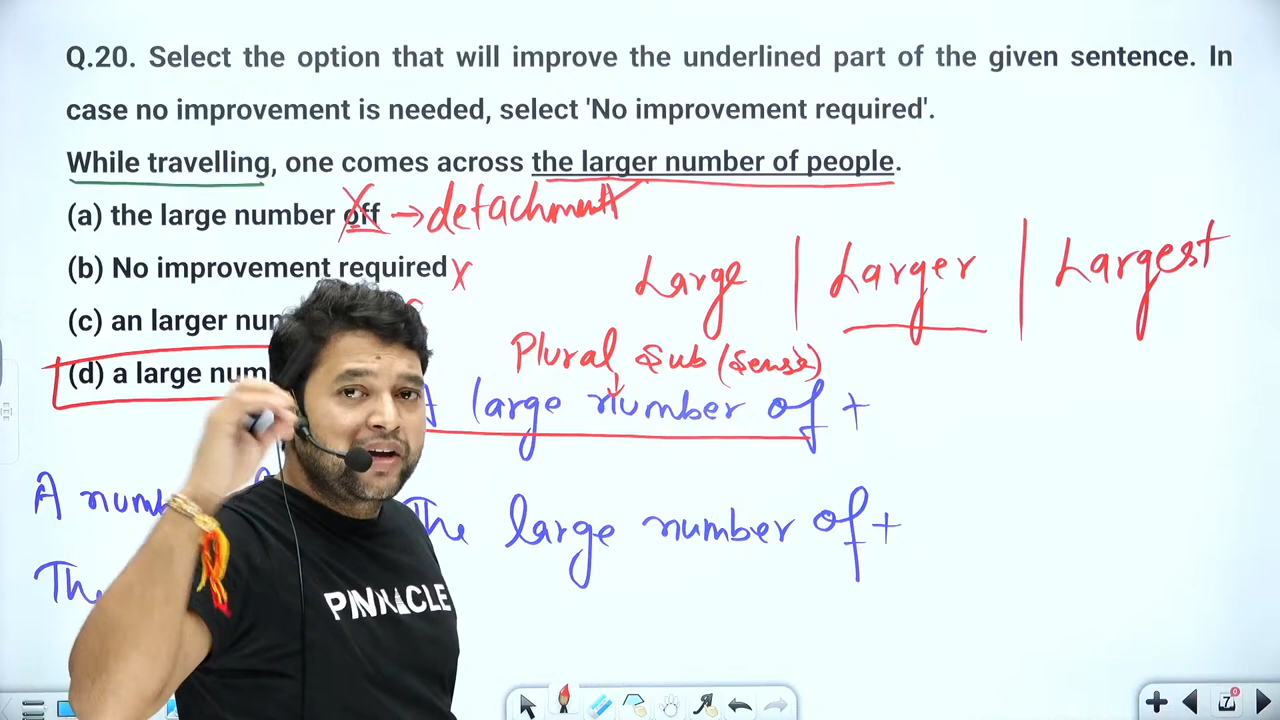 Q.20. Select the option that will improve the underlined part of the given sentence. In
case no improvement is needed, select 'No improvement required'.
While travelling, one comes across the larger number of people.
(a) the large number off → detachment
(b) No improvement required X
Large | Larger | Largest
(c) an larger
Plural Sub (Sense)
(d) a large
A large number of +
A
The large number of +
PINNACLE
7